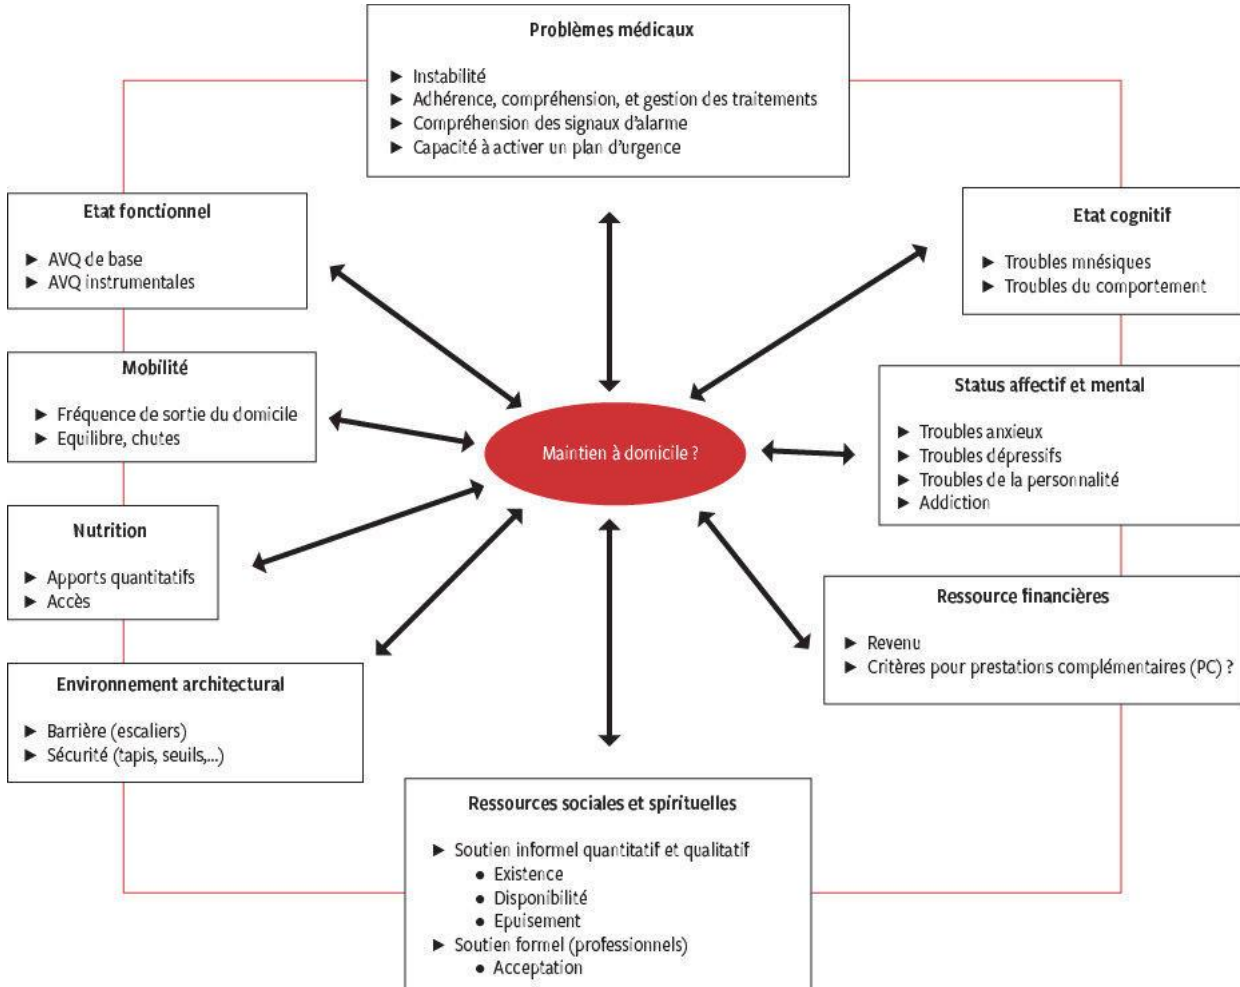 Problèmes médicaux
► Instabilité
► Adhérence, compréhension, et gestion des traitements
► Compréhension des signaux d'alarme
► Capacité à activer un plan d'urgence
Etat fonctionnel
► AVQ de base
► AVQ instrumentales
Etat cognitif
► Troubles mnésiques
► Troubles du comportement
Mobilité
► Fréquence de sortie du domicile
► Equilibre, chutes
Status affectif et mental
► Troubles anxieux
► Troubles dépressifs
► Troubles de la personnalité
► Addiction
Maintien à domicile ?
Nutrition
► Apports quantitatifs
► Accès
Ressource financières
► Revenu
► Critères pour prestations complémentaires (PC) ?
Environnement architectural
► Barrière (escaliers)
► Sécurité (tapis, seuils,...)
Ressources sociales et spirituelles
► Soutien informel quantitatif et qualitatif
● Existence
● Disponibilité
● Epuisement
► Soutien formel (professionnels)
● Acceptation